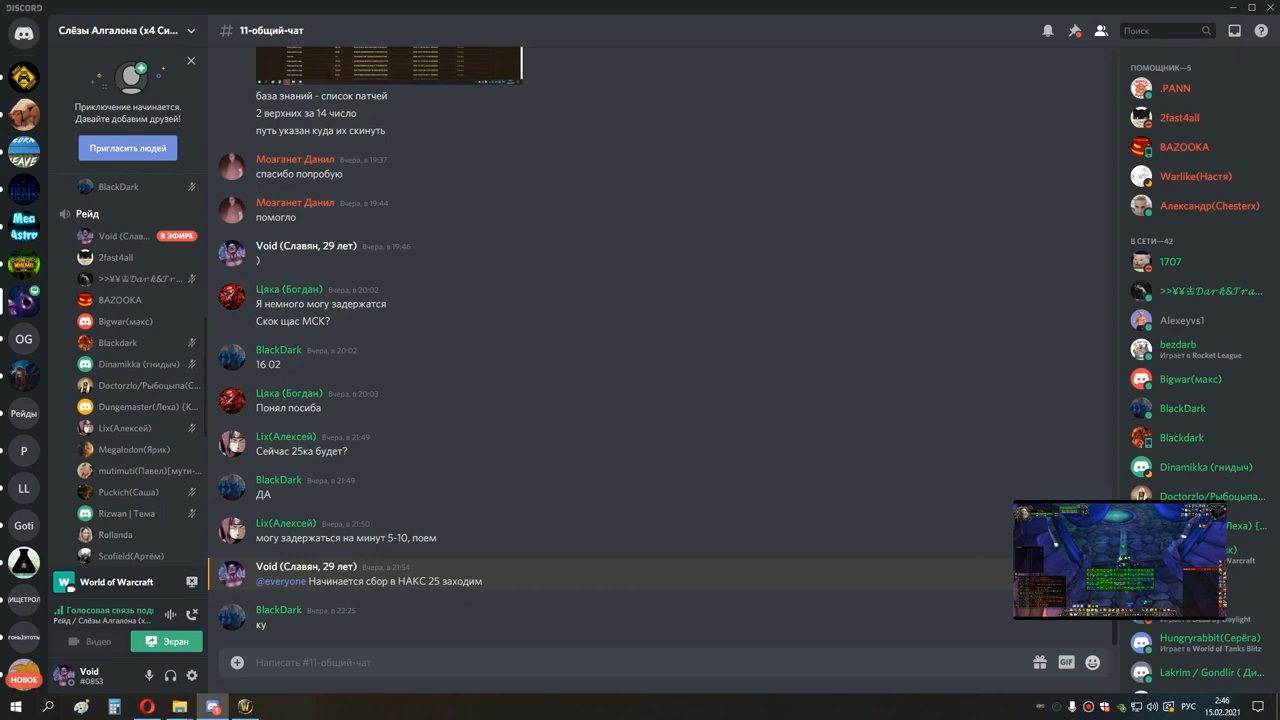 DISCORD
Слёзы Алгалона (x4 Си...
Приключение начинается.
Давайте добавим друзей!
Пригласить людей
BlackDark
Рейд
Void (Слав...
В ЭФИРЕ
2fast4all
BAZOOKA
Bigwar(макс)
Blackdark
Dinamikka (гнидыч)
Doctorzlo/Рыбоцыпа(С...
Dungemaster(Леха) {К...
Lix(Алексей)
Megalodon(Ярик)
mutimuti(Павел)[мути-...
Puckich(Саша)
Rizwan | Тема
Rollanda
Scofield(Артём)
World of Warcraft
Рейд / Слёзы Алгалона (x...
Видео
Экран
Void
#0853
Mea
Astro
OG
Рейды
P
LL
Goti
НОВОЕ
# 11-общий-чат
база знаний - список патчей
2 верхних за 14 число
путь указан куда их скинуть
Мозганет Данил Вчера, в 19:37
спасибо попробую
Мозганет Данил Вчера, в 19:44
помогло
Void (Славян, 29 лет) Вчера, в 19:46
)
Цяка (Богдан) Вчера, в 20:02
Я немного могу задержатся
Скок щас МСК?
BlackDark Вчера, в 20:02
16 02
Цяка (Богдан) Вчера, в 20:03
Понял посиба
Lix(Алексей) Вчера, в 21:49
Сейчас 25ка будет?
BlackDark Вчера, в 21:49
ДА
Lix(Алексей) Вчера, в 21:50
могу задержаться на минут 5-10, поем
Void (Славян, 29 лет) Вчера, в 21:54
@everyone Начинается сбор в НАКС 25 заходим
BlackDark Вчера, в 22:25
ку
Написать #11-общий-чат
GIF
Поиск
ПОМОЩНИК—5
.PANN
2fast4all
BAZOOKA
Warlike(Настя)
Александр(Chesterx)
В СЕТИ—42
1707
Alexeyvs1
bezdarb
Играет в Rocket League
Bigwar(макс)
BlackDark
Blackdark
Dinamikka (гнидыч)
Doctorzlo/Рыбоцыпа...
Hungryrabbit(Серёга)
Играет в World of Tanks Blitz
Lakrim / Gondlir ( Ди...
РУС
2:46
15.02.2021